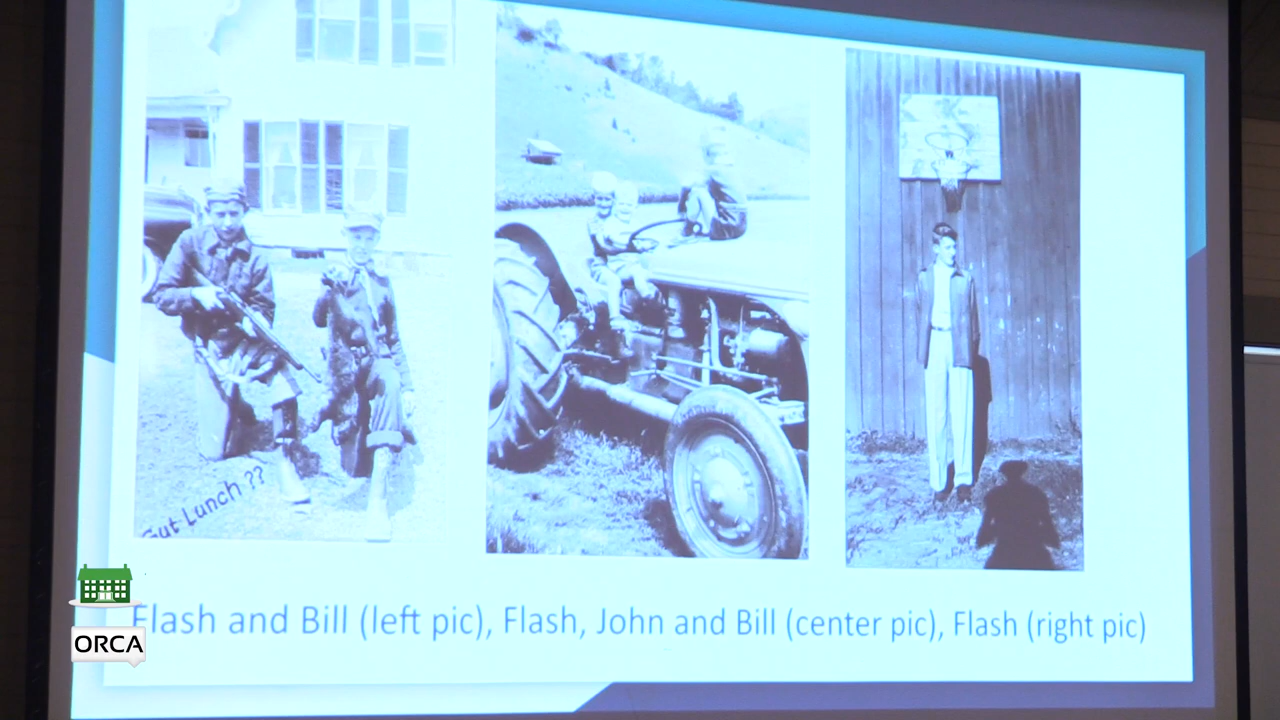 Gut Lunch ??
Flash and Bill (left pic), Flash, John and Bill (center pic), Flash (right pic)
ORCA